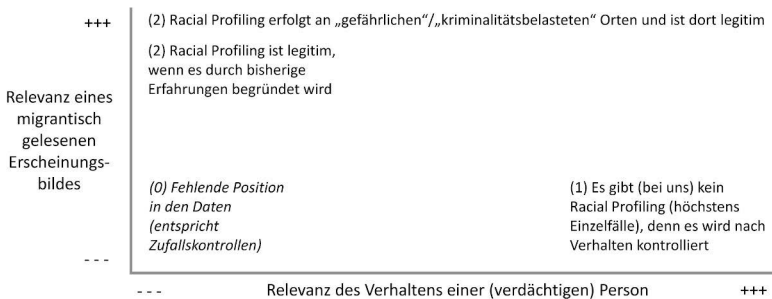 +++
(2) Racial Profiling erfolgt an „gefährlichen“/„kriminalitätsbelasteten“ Orten und ist dort legitim
(2) Racial Profiling ist legitim,
wenn es durch bisherige
Erfahrungen begründet wird
Relevanz eines
migrantisch
gelesenen
Erscheinungs-
bildes
(0) Fehlende Position
in den Daten
(entspricht
Zufallskontrollen)
(1) Es gibt (bei uns) kein
Racial Profiling (höchstens
Einzelfälle), denn es wird nach
Verhalten kontrolliert
- - -
- - -
Relevanz des Verhaltens einer (verdächtigen) Person
+++